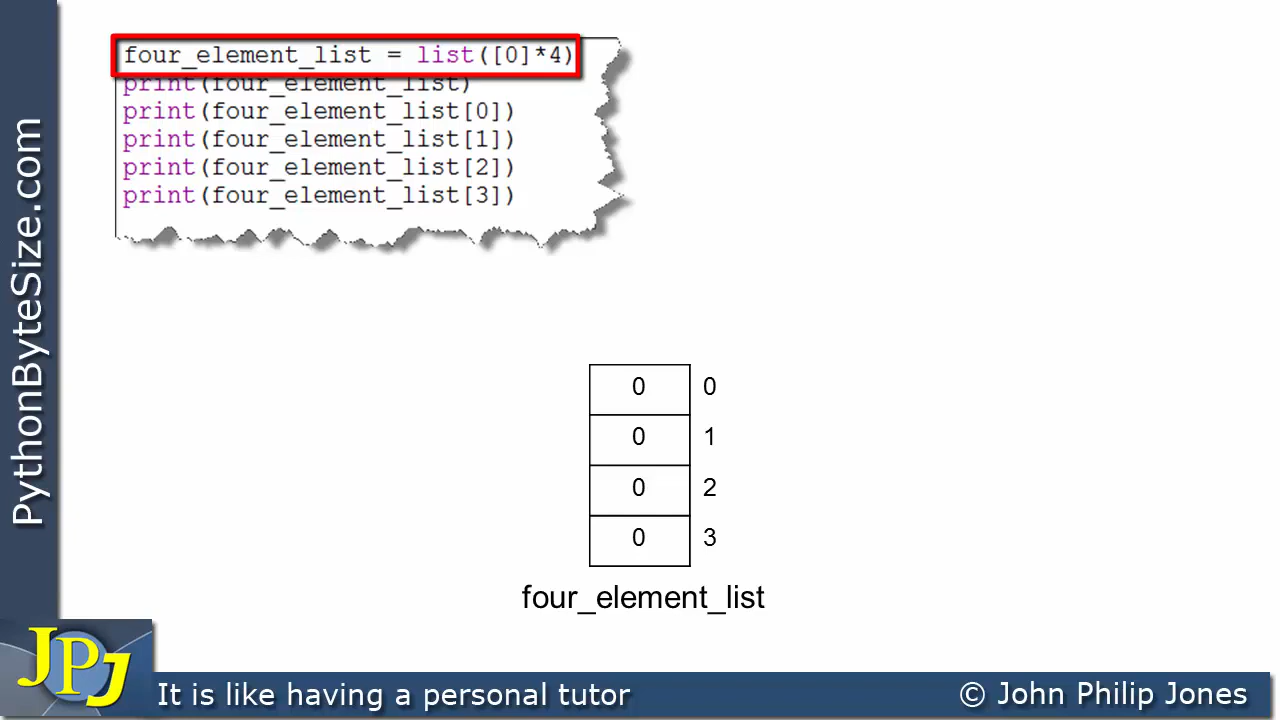 four_element_list = list([0]*4)
print(four_element_list)
print(four_element_list[0])
print(four_element_list[1])
print(four_element_list[2])
print(four_element_list[3])
PythonByteSize.com
0 0
0 1
0 2
0 3
four_element_list
JPJ
It is like having a personal tutor
© John Philip Jones